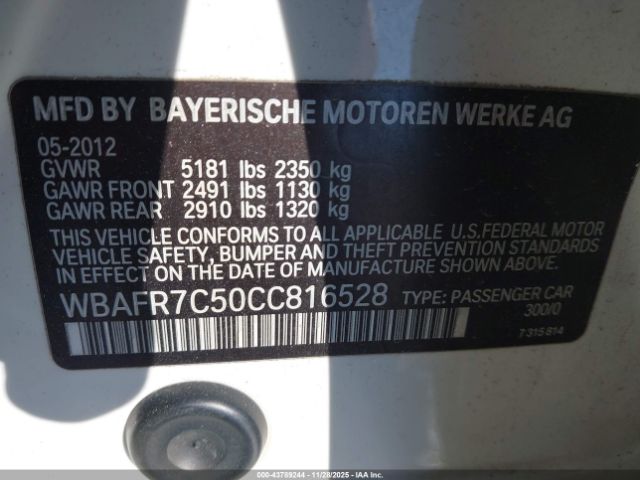 MFD BY BAYERISCHE MOTOREN WERKE AG
05-2012
GVWR 5181 lbs 2350 kg
GAWR FRONT 2491 lbs 1130 kg
GAWR REAR 2910 lbs 1320 kg
THIS VEHICLE CONFORMS TO ALL APPLICABLE U.S.FEDERAL MOTOR
VEHICLE SAFETY, BUMPER AND THEFT PREVENTION STANDARDS
IN EFFECT ON THE DATE OF MANUFACTURE SHOWN ABOVE.
WBAFR7C50CC816528 TYPE: PASSENGER CAR
300/0
7 315 814
000-43789244 - 11/28/2025 - IAA Inc.